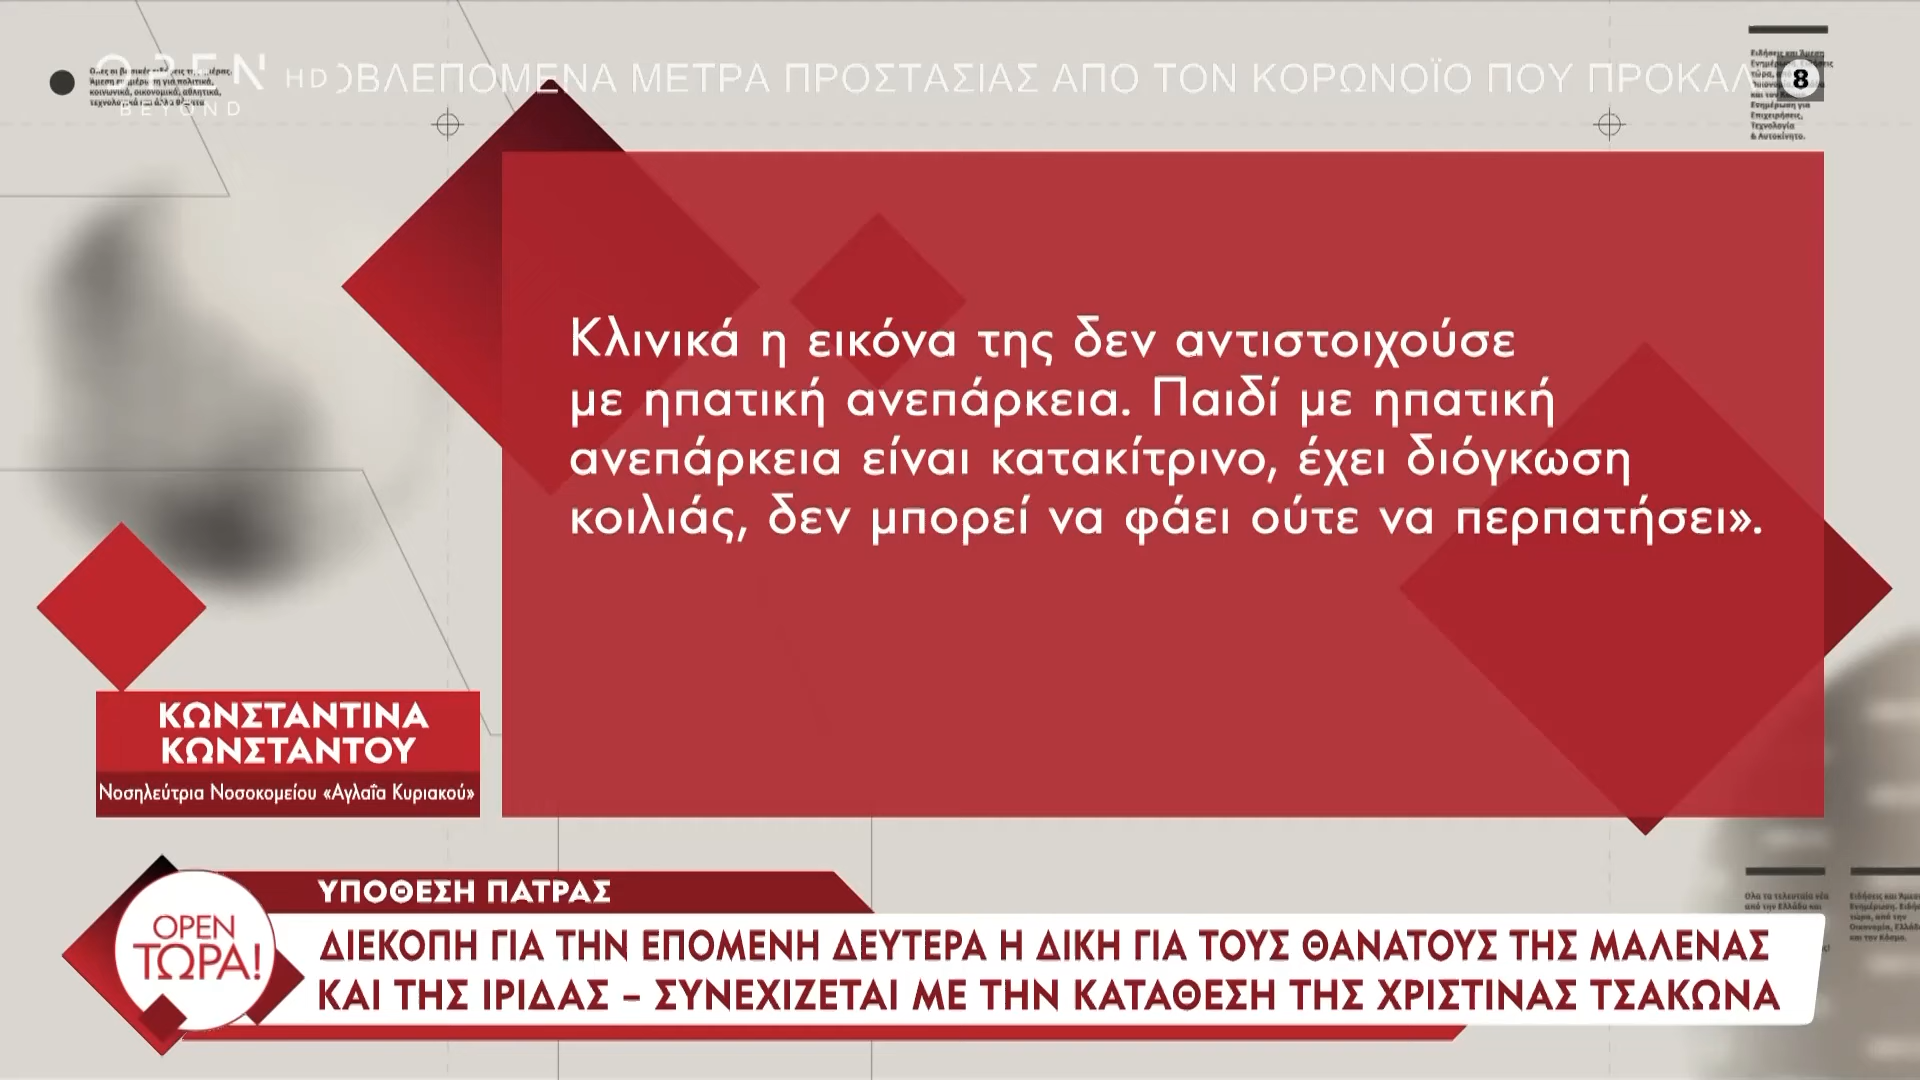 OPEN
BEYOND
HD
ΟΒΛΕΠΟΜΕΝΑ ΜΕΤΡΑ ΠΡΟΣΤΑΣΙΑΣ ΑΠΟ ΤΟΝ ΚΟΡΩΝΟΪΟ ΠΟΥ ΠΡΟΚΑΛ
8
Κλινικά η εικόνα της δεν αντιστοιχούσε
με ηπατική ανεπάρκεια. Παιδί με ηπατική
ανεπάρκεια είναι κατακίτρινο, έχει διόγκωση
κοιλιάς, δεν μπορεί να φάει ούτε να περπατήσει».
ΚΩΝΣΤΑΝΤΙΝΑ
ΚΩΝΣΤΑΝΤΟΥ
Νοσηλεύτρια Νοσοκομείου «Αγλαΐα Κυριακού»
ΥΠΟΘΕΣΗ ΠΑΤΡΑΣ
OPEN
ΤΩΡΑ!
ΔΙΕΚΟΠΗ ΓΙΑ ΤΗΝ ΕΠΟΜΕΝΗ ΔΕΥΤΕΡΑ Η ΔΙΚΗ ΓΙΑ ΤΟΥΣ ΘΑΝΑΤΟΥΣ ΤΗΣ ΜΑΛΕΝΑΣ
ΚΑΙ ΤΗΣ ΙΡΙΔΑΣ – ΣΥΝΕΧΙΖΕΤΑΙ ΜΕ ΤΗΝ ΚΑΤΑΘΕΣΗ ΤΗΣ ΧΡΙΣΤΙΝΑΣ ΤΣΑΚΩΝΑ